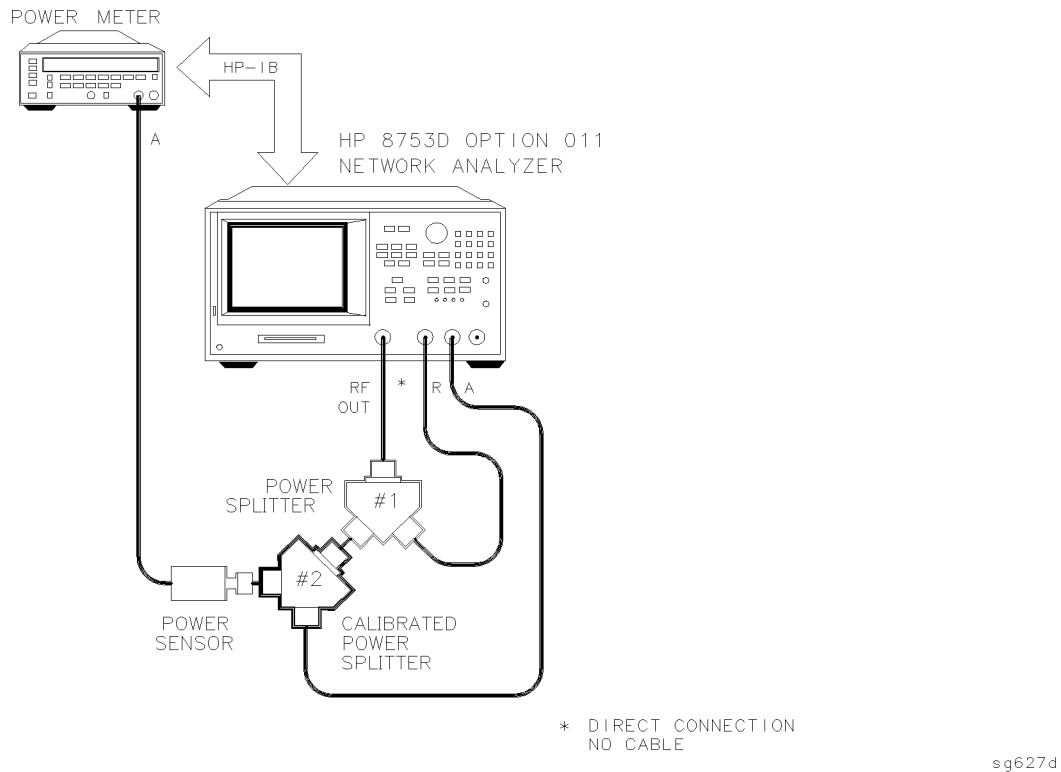 POWER METER
HP-IB
A
HP 8753D OPTION 011
NETWORK ANALYZER
RF
OUT
*
R
A
POWER
SPLITTER
#1
#2
POWER
SENSOR
CALIBRATED
POWER
SPLITTER
* DIRECT CONNECTION
NO CABLE
sg627d